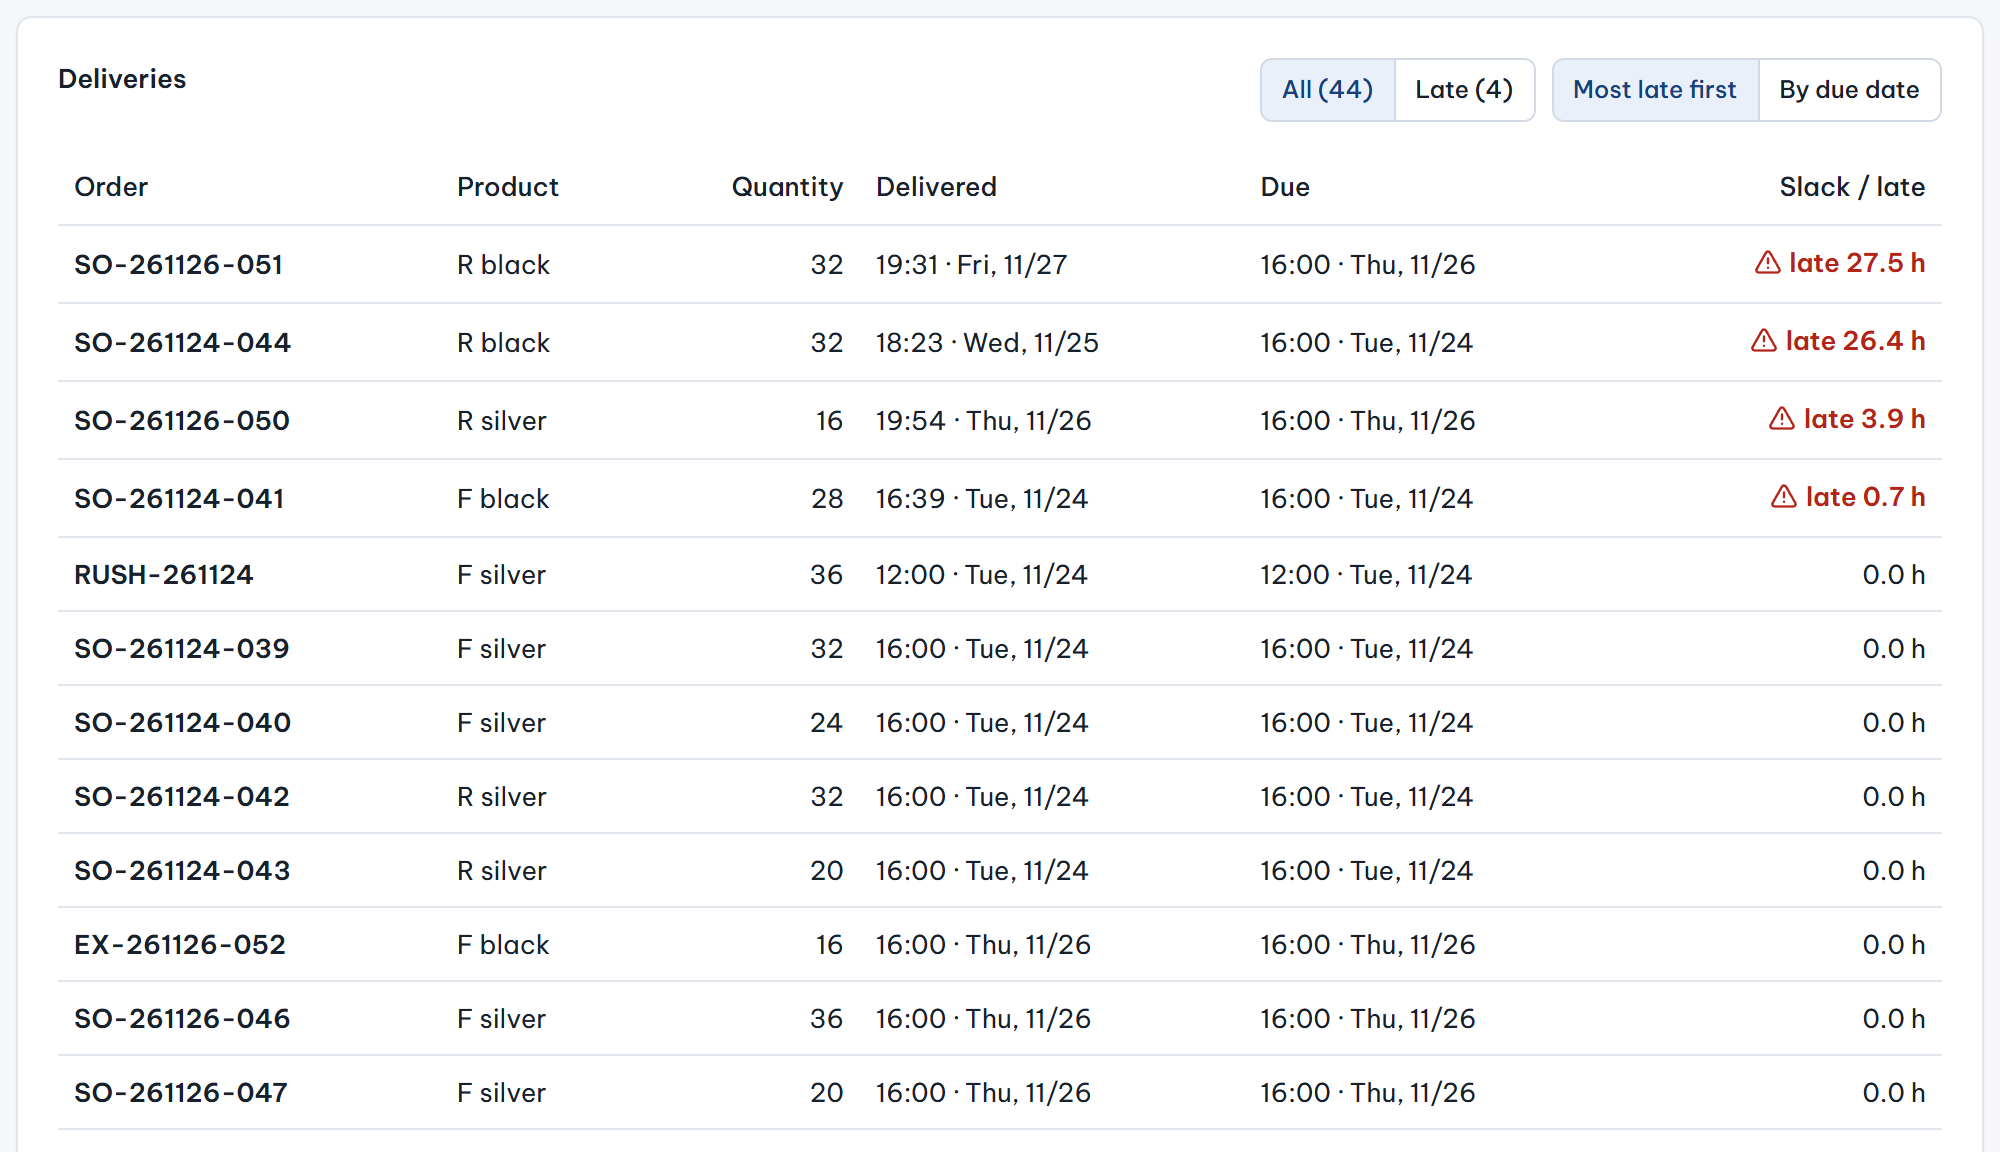 Deliveries
All (44) Late (4) Most late first By due date
Order Product Quantity Delivered Due Slack / late
SO-261126-051 R black 32 19:31 · Fri, 11/27 16:00 · Thu, 11/26 late 27.5 h
SO-261124-044 R black 32 18:23 · Wed, 11/25 16:00 · Tue, 11/24 late 26.4 h
SO-261126-050 R silver 16 19:54 · Thu, 11/26 16:00 · Thu, 11/26 late 3.9 h
SO-261124-041 F black 28 16:39 · Tue, 11/24 16:00 · Tue, 11/24 late 0.7 h
RUSH-261124 F silver 36 12:00 · Tue, 11/24 12:00 · Tue, 11/24 0.0 h
SO-261124-039 F silver 32 16:00 · Tue, 11/24 16:00 · Tue, 11/24 0.0 h
SO-261124-040 F silver 24 16:00 · Tue, 11/24 16:00 · Tue, 11/24 0.0 h
SO-261124-042 R silver 32 16:00 · Tue, 11/24 16:00 · Tue, 11/24 0.0 h
SO-261124-043 R silver 20 16:00 · Tue, 11/24 16:00 · Tue, 11/24 0.0 h
EX-261126-052 F black 16 16:00 · Thu, 11/26 16:00 · Thu, 11/26 0.0 h
SO-261126-046 F silver 36 16:00 · Thu, 11/26 16:00 · Thu, 11/26 0.0 h
SO-261126-047 F silver 20 16:00 · Thu, 11/26 16:00 · Thu, 11/26 0.0 h